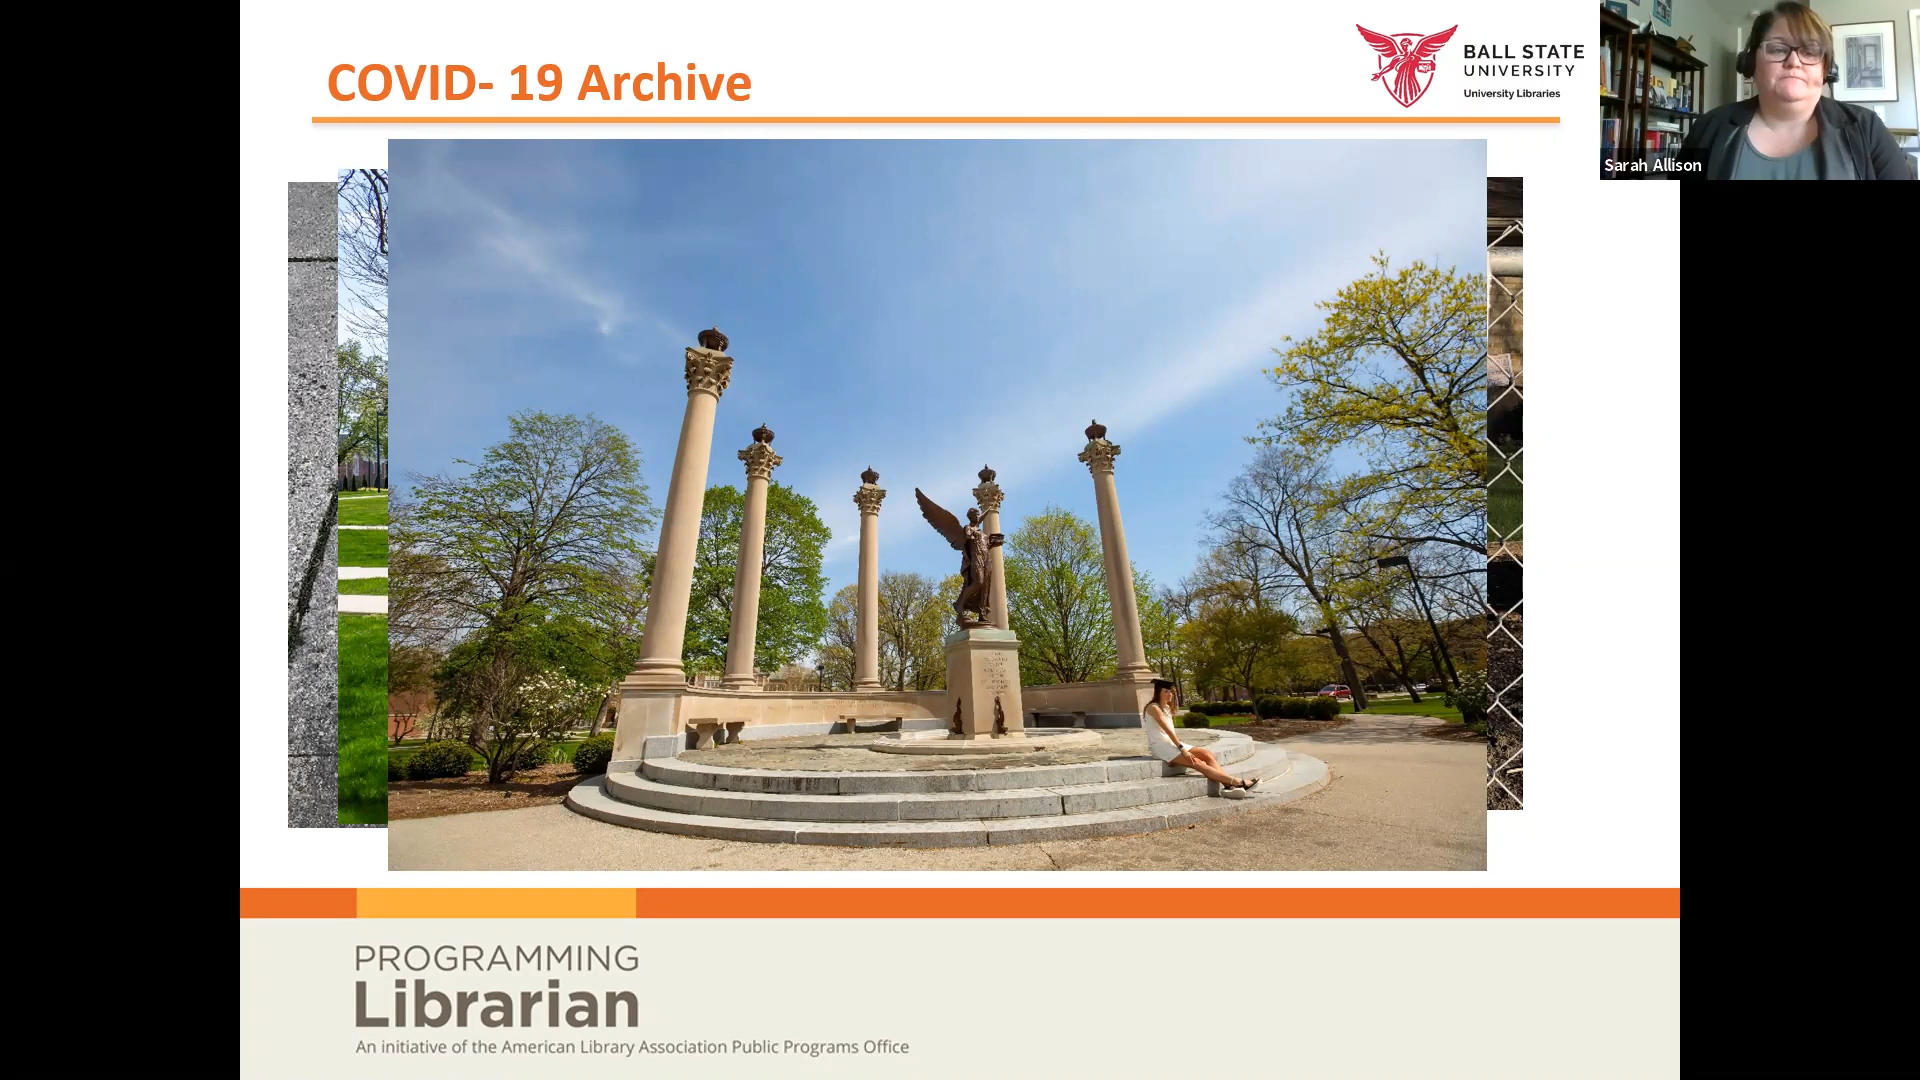 COVID- 19 Archive
BALL STATE
UNIVERSITY
University Libraries
Sarah Allison
PROGRAMMING
Librarian
An initiative of the American Library Association Public Programs Office